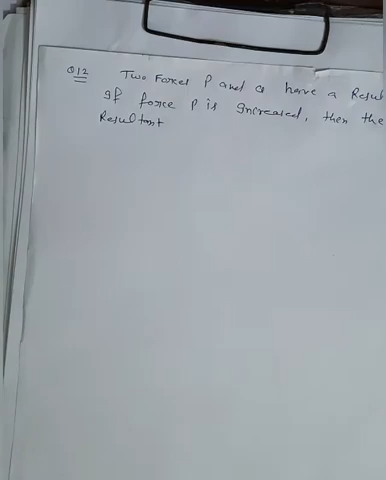 Q12 Two Forces P and Q have a Resul
If force P is Increased, then the
Resultant